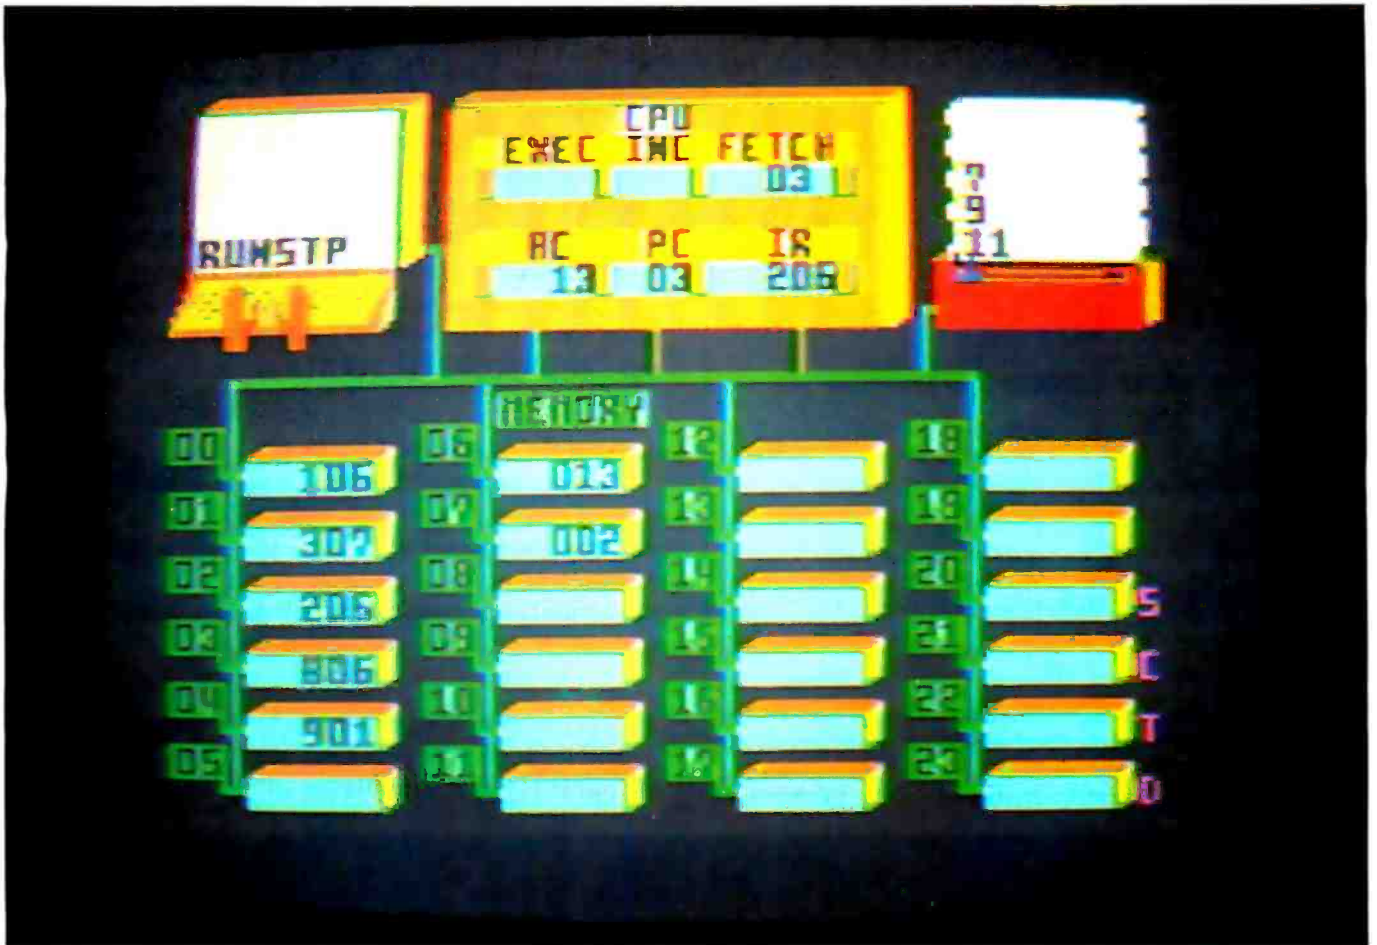 CPU
EXEC INC FETCH
03
7
9
11
RUNSTP
AC PC IR
13 03 206
MEMORY
00 06 12 18
106 013
01 07 13 19
307 002
02 08 14 20
206 S
03 09 15 21
806 C
04 10 16 22
901 T
05 11 17 23
D